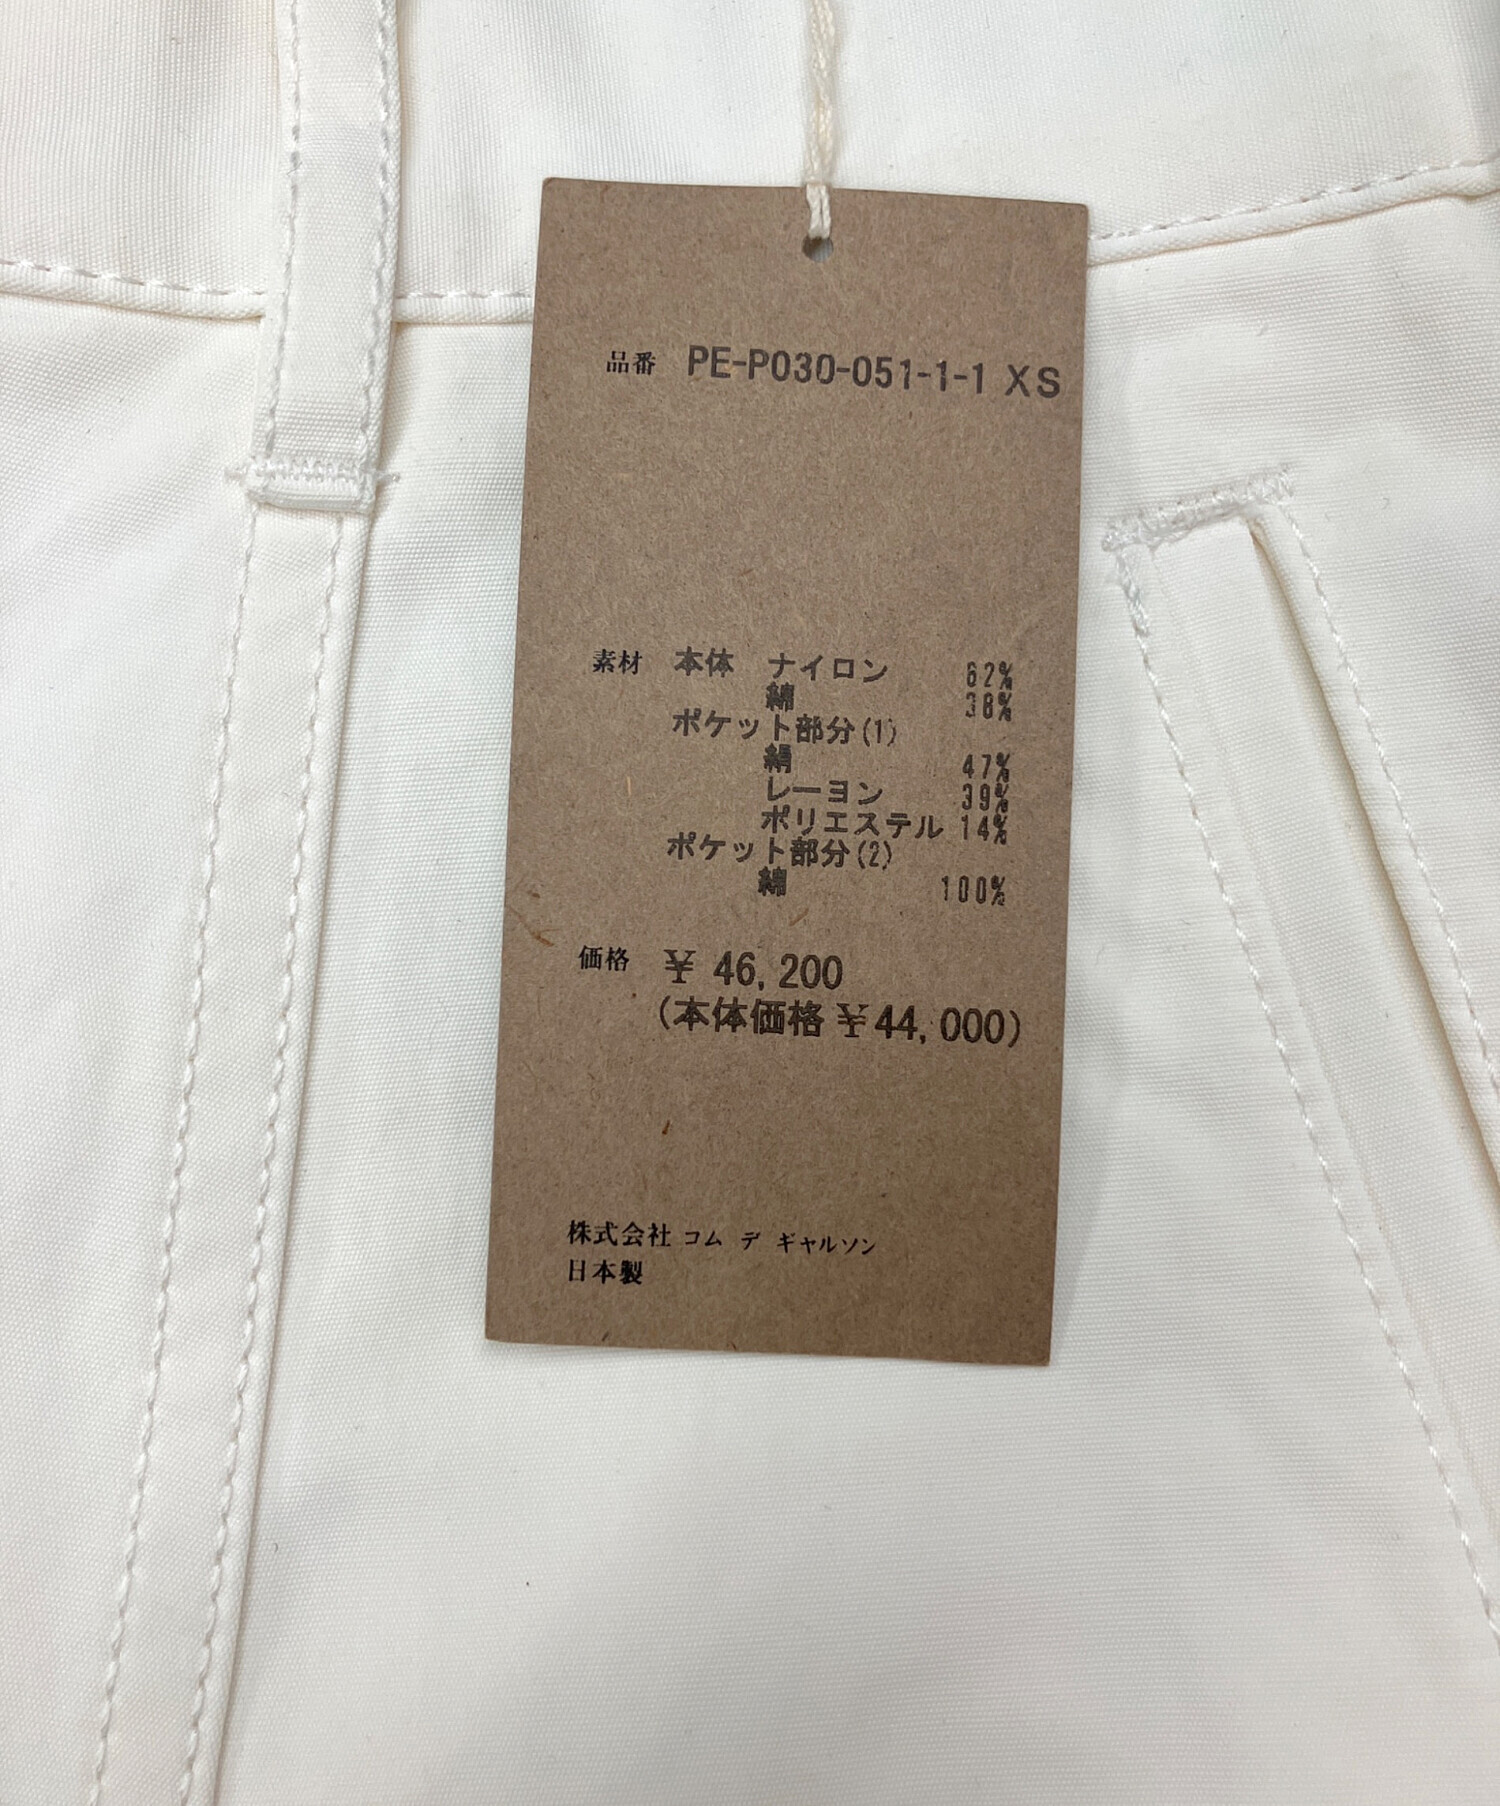 品番 PE-P030-051-1-1 XS
素材 本体 ナイロン 62%
綿 38%
ポケット部分(1)
絹 47%
レーヨン 39%
ポリエステル 14%
ポケット部分(2)
綿 100%
価格 ¥ 46,200
(本体価格 ¥44,000)
株式会社 コム デ ギャルソン
日本製